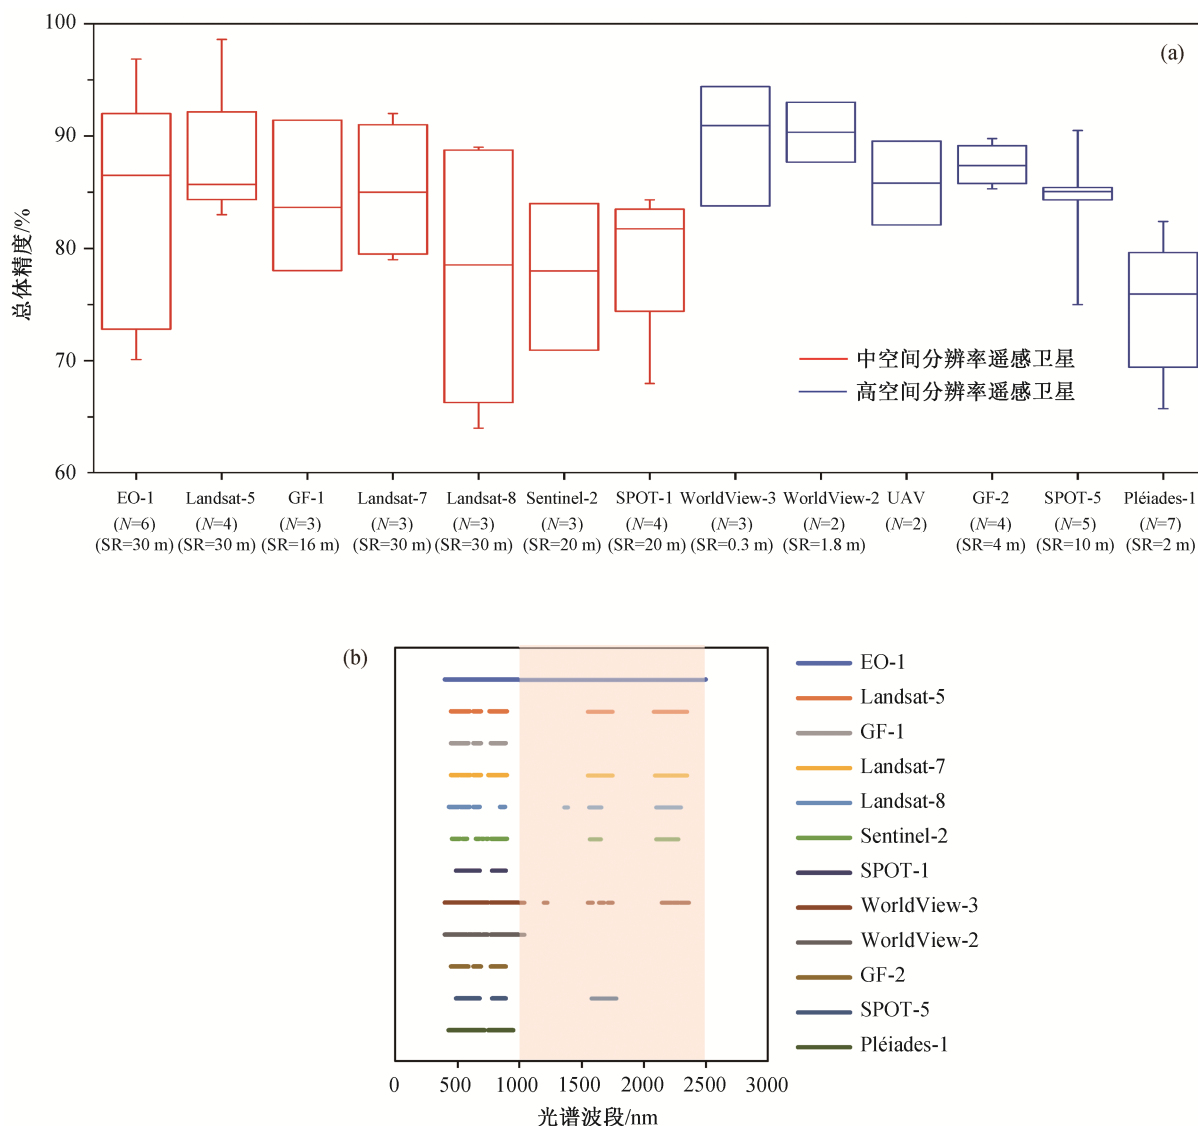 (a)
100
90
80
70
60
总体精度/%
中空间分辨率遥感卫星
高空间分辨率遥感卫星
EO-1 Landsat-5 GF-1 Landsat-7 Landsat-8 Sentinel-2 SPOT-1 WorldView-3 WorldView-2 UAV GF-2 SPOT-5 Pléiades-1
(N=6) (N=4) (N=3) (N=3) (N=3) (N=3) (N=4) (N=3) (N=2) (N=2) (N=4) (N=5) (N=7)
(SR=30 m) (SR=30 m) (SR=16 m) (SR=30 m) (SR=30 m) (SR=20 m) (SR=20 m) (SR=0.3 m) (SR=1.8 m) (SR=4 m) (SR=10 m) (SR=2 m)
(b)
EO-1
Landsat-5
GF-1
Landsat-7
Landsat-8
Sentinel-2
SPOT-1
WorldView-3
WorldView-2
GF-2
SPOT-5
Pléiades-1
0 500 1000 1500 2000 2500 3000
光谱波段/nm